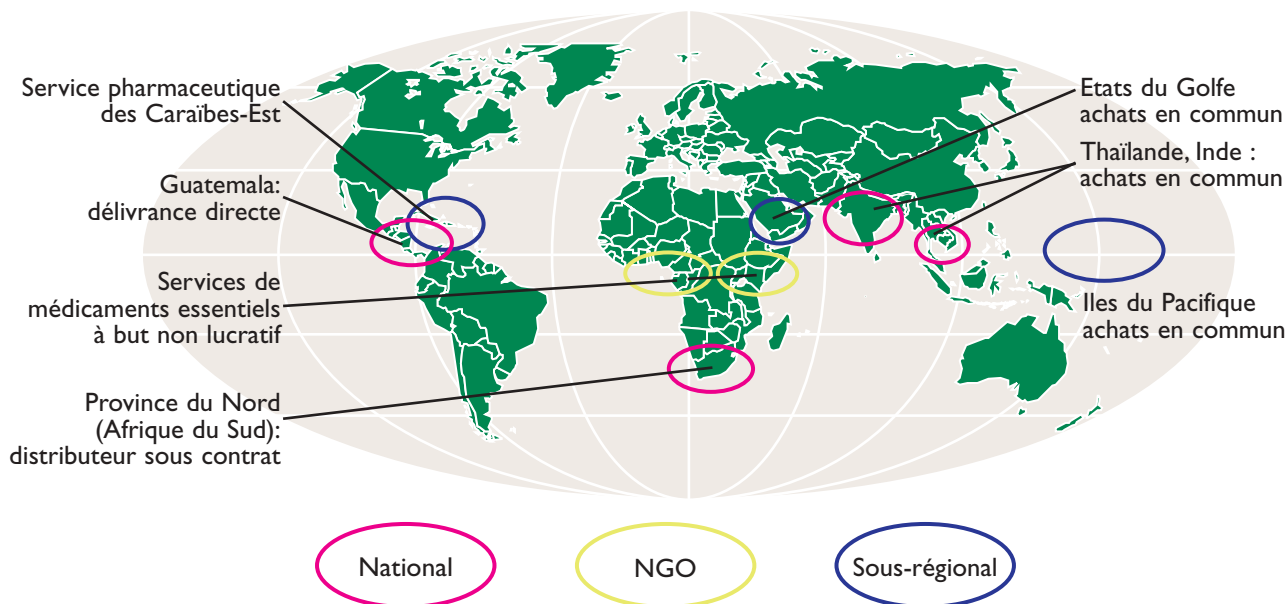 Service pharmaceutique
des Caraïbes-Est
Guatemala:
délivrance directe
Services de
médicaments essentiels
à but non lucratif
Province du Nord
(Afrique du Sud):
distributeur sous contrat
Etats du Golfe
achats en commun
Thaïlande, Inde :
achats en commun
Iles du Pacifique
achats en commun
National
NGO
Sous-régional